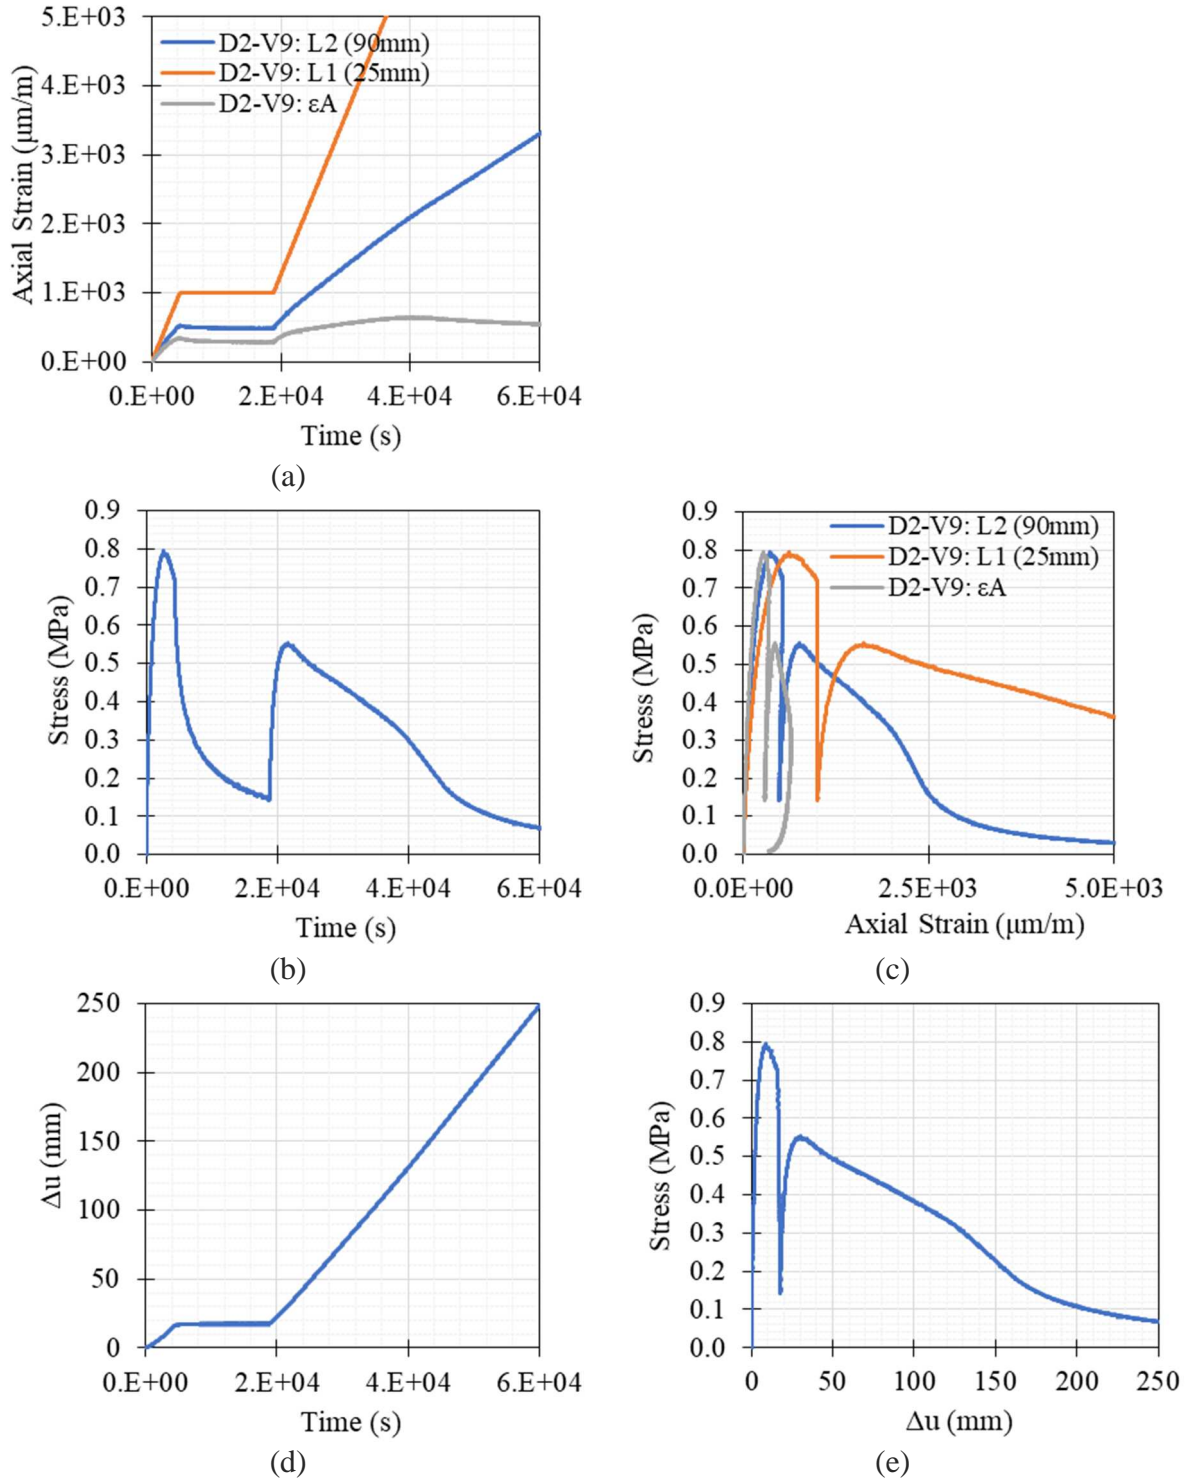 5.E+03
4.E+03
3.E+03
2.E+03
1.E+03
0.E+00
Axial Strain (μm/m)
D2-V9: L2 (90mm)
D2-V9: L1 (25mm)
D2-V9: εA
0.E+00 2.E+04 4.E+04 6.E+04
Time (s)
(a)
0.9
0.8
0.7
0.6
0.5
0.4
0.3
0.2
0.1
0.0
Stress (MPa)
0.E+00 2.E+04 4.E+04 6.E+04
Time (s)
(b)
0.9
0.8
0.7
0.6
0.5
0.4
0.3
0.2
0.1
0.0
Stress (MPa)
D2-V9: L2 (90mm)
D2-V9: L1 (25mm)
D2-V9: εA
0.0E+00 2.5E+03 5.0E+03
Axial Strain (μm/m)
(c)
250
200
150
100
50
0
Δu (mm)
0.E+00 2.E+04 4.E+04 6.E+04
Time (s)
(d)
0.9
0.8
0.7
0.6
0.5
0.4
0.3
0.2
0.1
0.0
Stress (MPa)
0 50 100 150 200 250
Δu (mm)
(e)